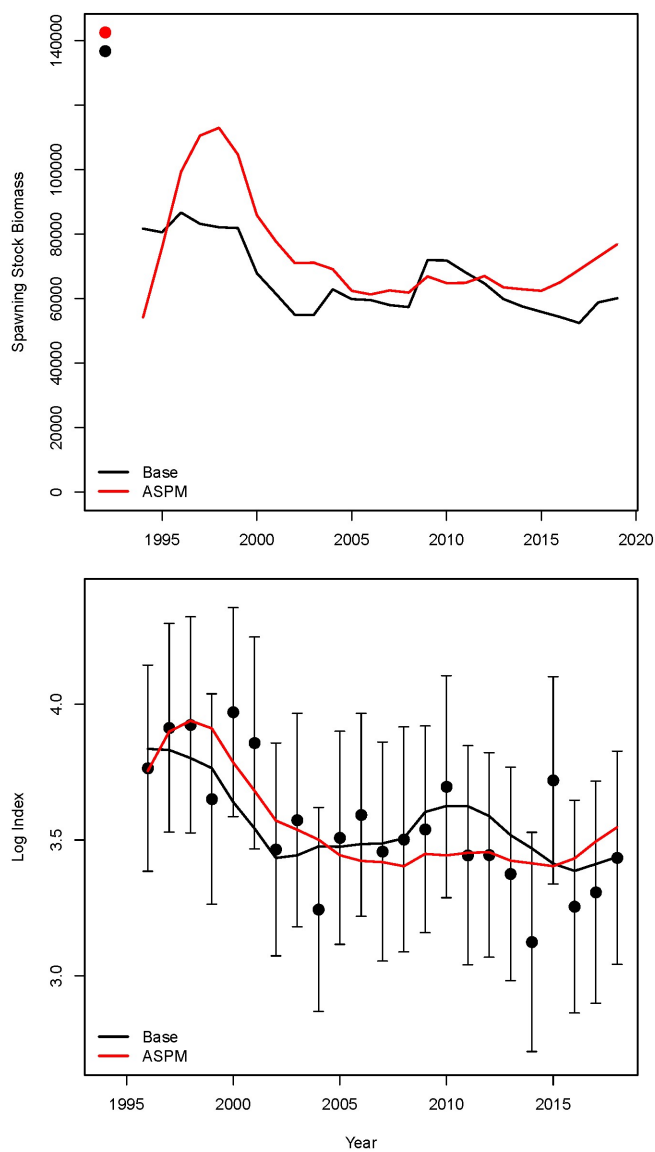 Spawning Stock Biomass
140000
100000
80000
60000
40000
20000
0
Base
ASPM
1995 2000 2005 2010 2015 2020
Log Index
4.0
3.5
3.0
Base
ASPM
1995 2000 2005 2010 2015
Year